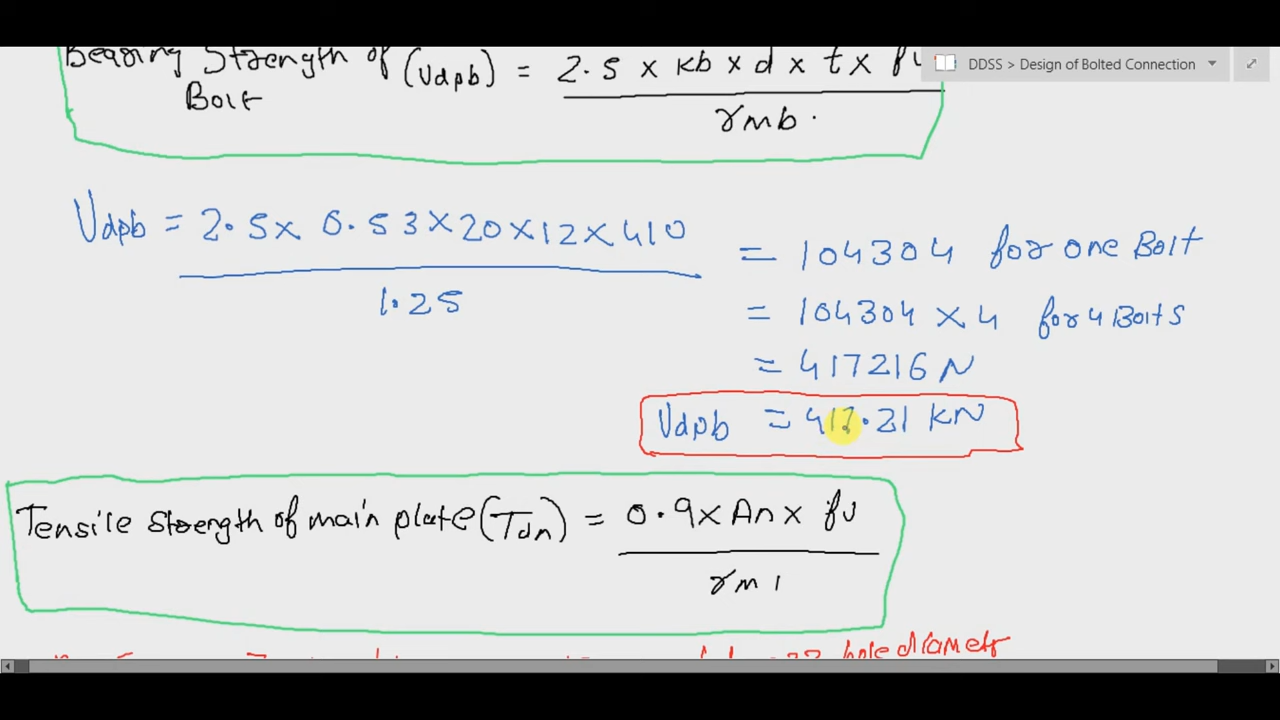 DDSS > Design of Bolted Connection
Bearing Strength of (Vdpb) = 2.5 x kb x d x t x fu
Bolt
γmb.
Vdpb = 2.5x 0.53x20x12x410
1.25
= 104304 for one Bolt
= 104304 x 4 for 4 Bolts
= 417216 N
Vdpb = 417.21 KN
Tensile Strength of main plate (Tdn) = 0.9x An x fu
γm1
hole diametr